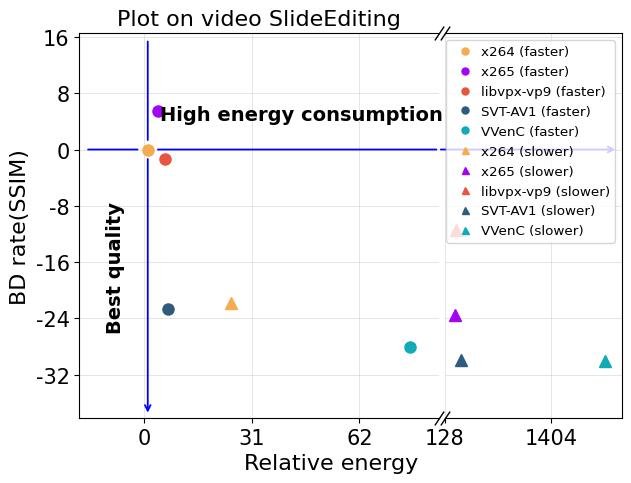 Plot on video SlideEditing
16
8
0
-8
-16
-24
-32
BD rate(SSIM)
High energy consumption
Best quality
x264 (faster)
x265 (faster)
libvpx-vp9 (faster)
SVT-AV1 (faster)
VVenC (faster)
x264 (slower)
x265 (slower)
libvpx-vp9 (slower)
SVT-AV1 (slower)
VVenC (slower)
0 31 62 128 1404
Relative energy